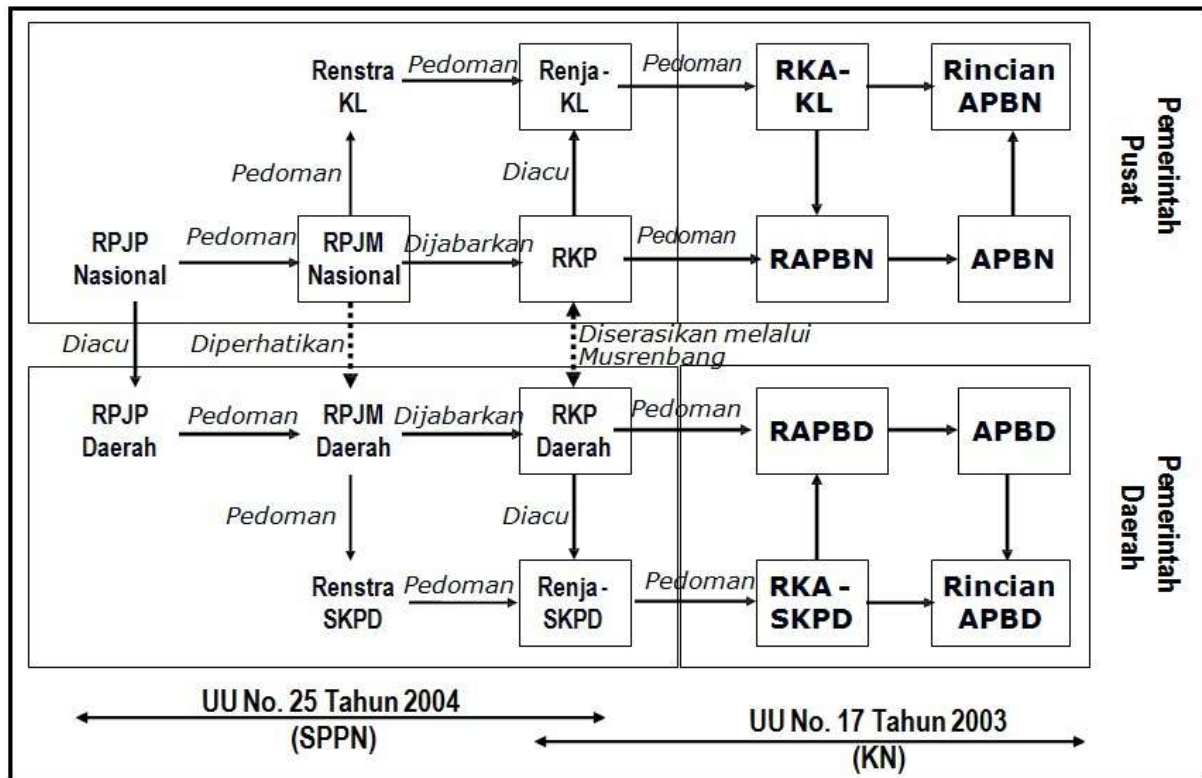 Renstra
KL
Pedoman
Renja -
KL
Pedoman
RKA-
KL
Rincian
APBN
Pemerintah
Pusat
Pedoman
Diacu
RPJP
Nasional
Pedoman
RPJM
Nasional
Dijabarkan
RKP
Pedoman
RAPBN
APBN
Diacu
Diperhatikan
Diserasikan melalui
Musrenbang
RPJP
Daerah
Pedoman
RPJM
Daerah
Dijabarkan
RKP
Daerah
Pedoman
RAPBD
APBD
Pemerintah
Daerah
Pedoman
Diacu
Renstra
SKPD
Pedoman
Renja -
SKPD
Pedoman
RKA -
SKPD
Rincian
APBD
UU No. 25 Tahun 2004
(SPPN)
UU No. 17 Tahun 2003
(KN)